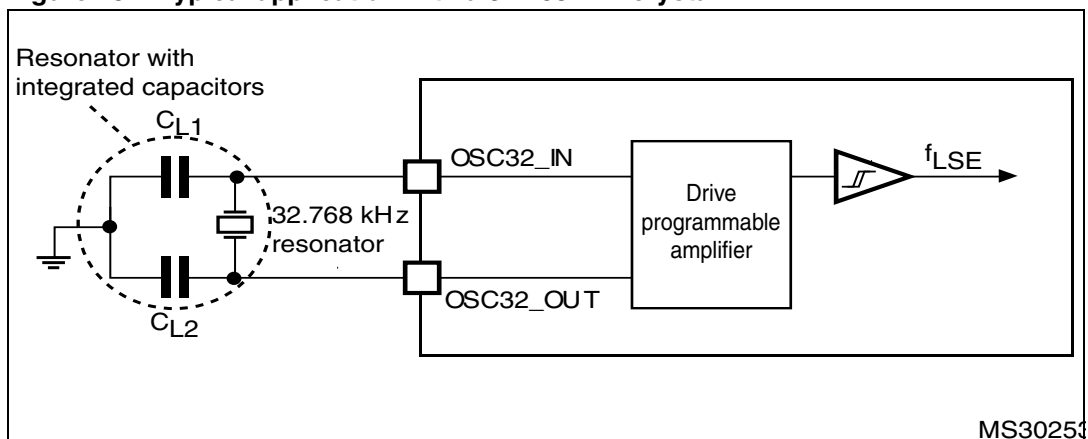 Resonator with
integrated capacitors
CL1
OSC32_IN
fLSE
Drive
programmable
amplifier
32.768 kHz
resonator
OSC32_OUT
CL2